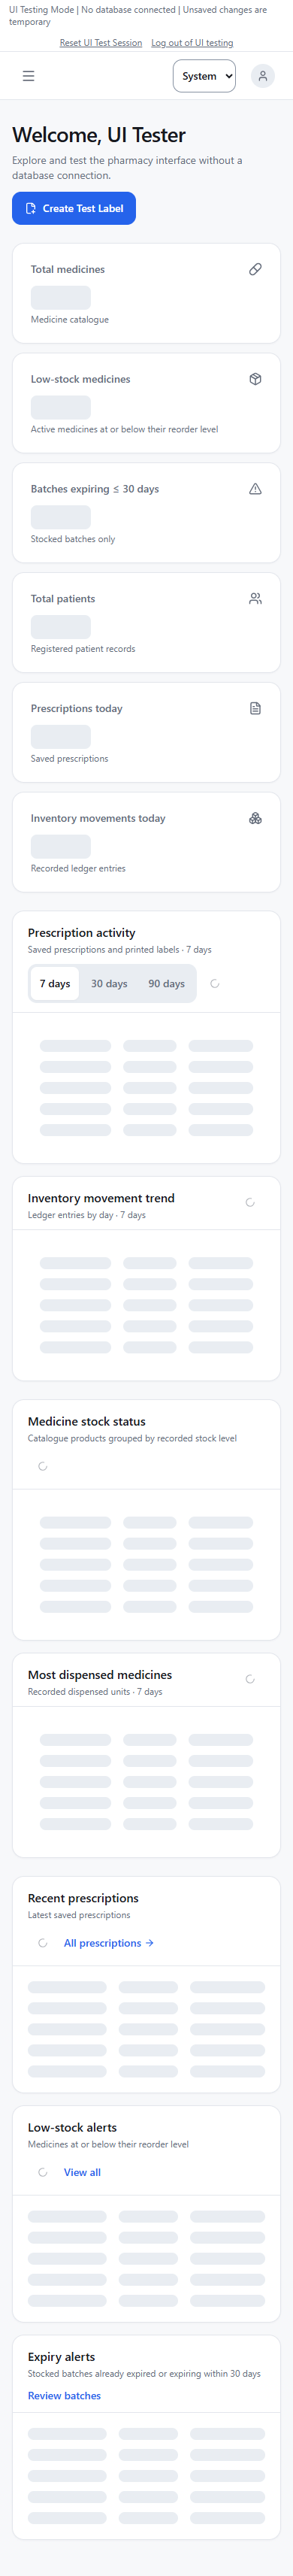 UI Testing Mode | No database connected | Unsaved changes are
temporary
Reset UI Test Session Log out of UI testing
System
Welcome, UI Tester
Explore and test the pharmacy interface without a
database connection.
Create Test Label
Total medicines
Medicine catalogue
Low-stock medicines
Active medicines at or below their reorder level
Batches expiring ≤ 30 days
Stocked batches only
Total patients
Registered patient records
Prescriptions today
Saved prescriptions
Inventory movements today
Recorded ledger entries
Prescription activity
Saved prescriptions and printed labels · 7 days
7 days 30 days 90 days
Inventory movement trend
Ledger entries by day · 7 days
Medicine stock status
Catalogue products grouped by recorded stock level
Most dispensed medicines
Recorded dispensed units · 7 days
Recent prescriptions
Latest saved prescriptions
All prescriptions →
Low-stock alerts
Medicines at or below their reorder level
View all
Expiry alerts
Stocked batches already expired or expiring within 30 days
Review batches